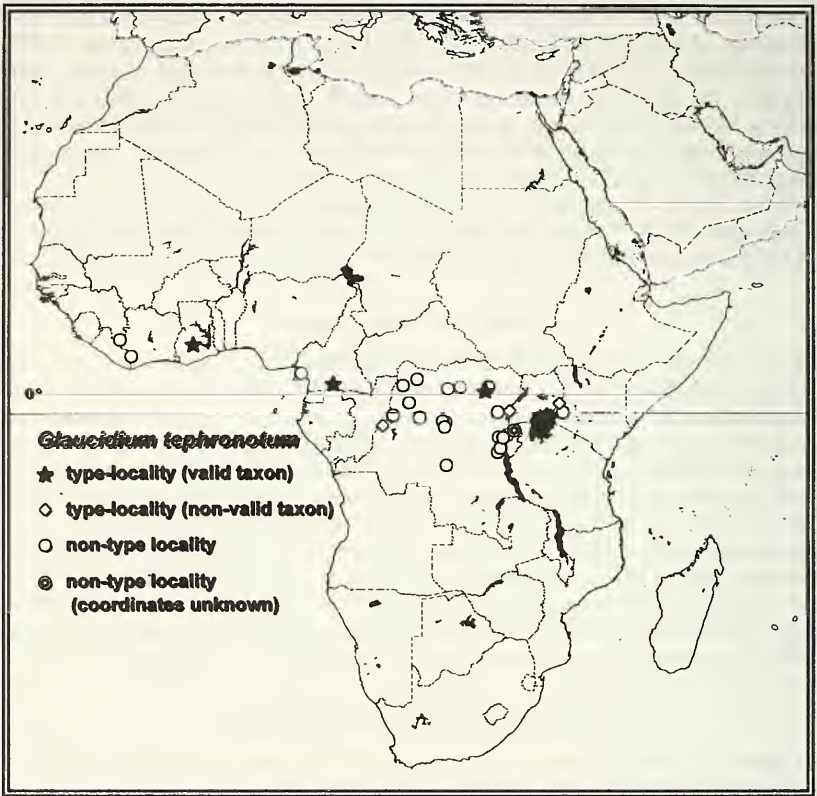 0°
Glaucidium tephronotum
type-locality (valid taxon)
type-locality (non-valid taxon)
non-type locality
non-type locality
(coordinates unknown)